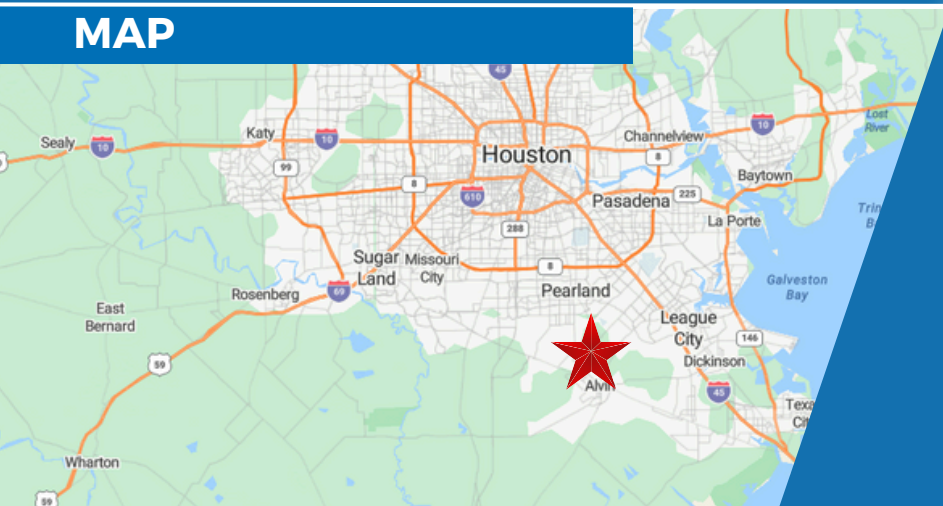 MAP
45
Lost
River
10
Channelview
Katy
10
Sealy
10
Houston
8
99
Baytown
8
225
610
Pasadena
La Porte
288
Sugar
Land
Missouri
City
8
Galveston
Bay
69
Rosenberg
Pearland
East
Bernard
League
City
146
Dickinson
59
Alvin
45
Wharton
59